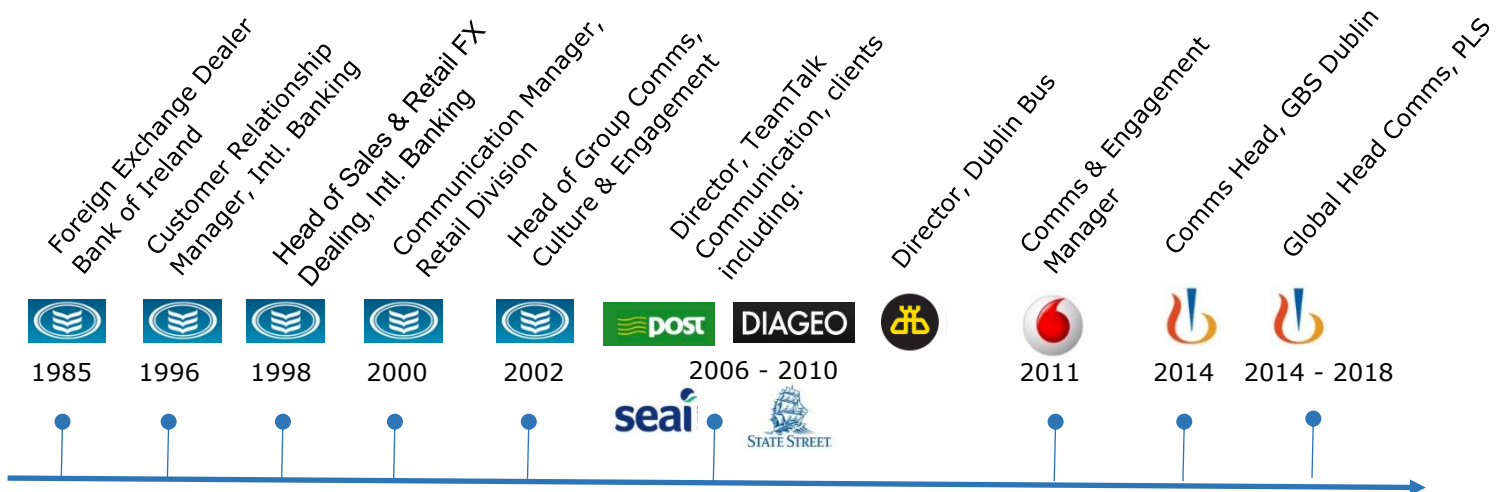 Foreign Exchange Dealer
Bank of Ireland
Customer Relationship
Manager, Intl. Banking
Head of Sales & Retail FX
Dealing, Intl. Banking
Communication Manager,
Retail Division
Head of Group Comms,
Culture & Engagement
Director, TeamTalk
Communication, clients
including:
Director, Dublin Bus
Comms & Engagement
Manager
Comms Head, GBS Dublin
Global Head Comms, PLS
post
DIAGEO
1985
1996
1998
2000
2002
2006 - 2010
2011
2014
2014 - 2018
seai
STATE STREET